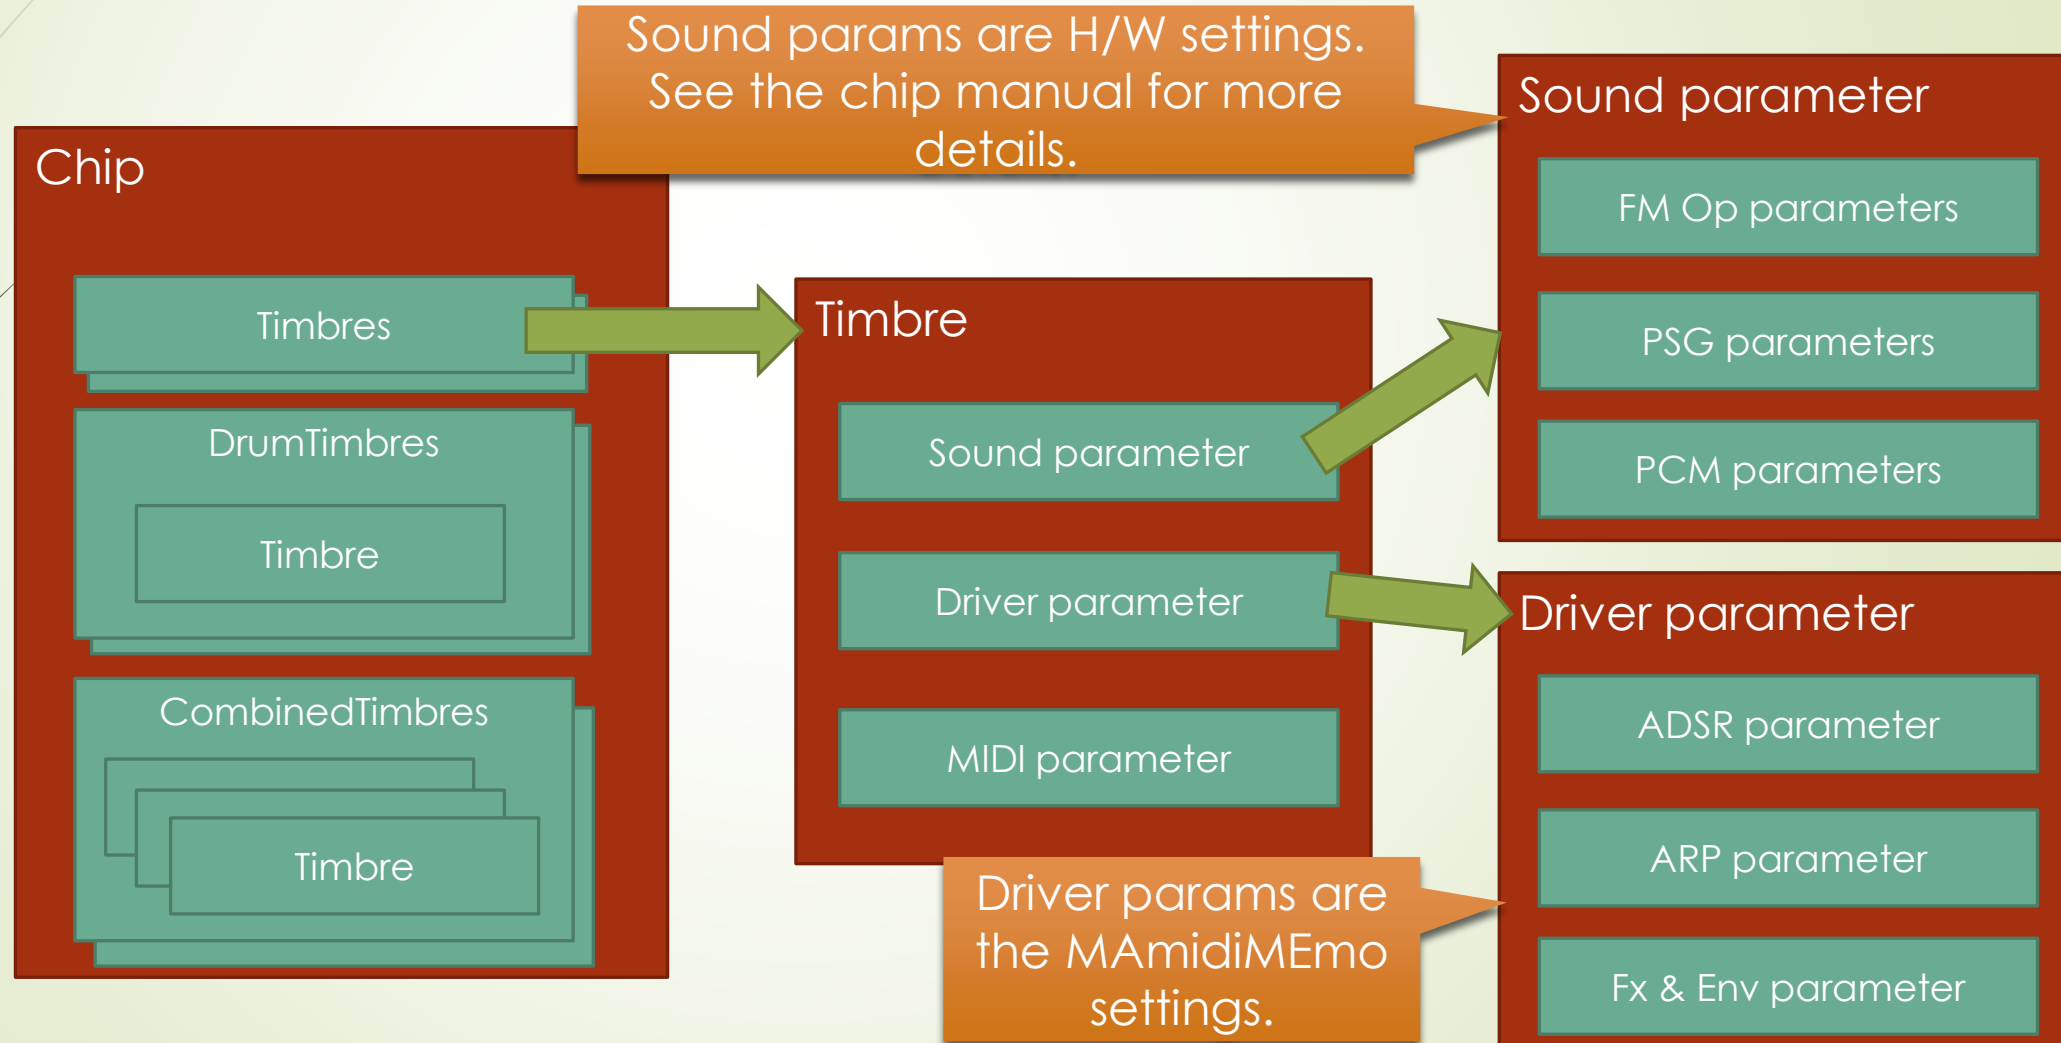 Sound params are H/W settings.
See the chip manual for more
details.
Chip
Timbres
DrumTimbres
Timbre
CombinedTimbres
Timbre
Timbre
Sound parameter
Driver parameter
MIDI parameter
Sound parameter
FM Op parameters
PSG parameters
PCM parameters
Driver parameter
ADSR parameter
ARP parameter
Fx & Env parameter
Driver params are
the MAmidiMEmo
settings.